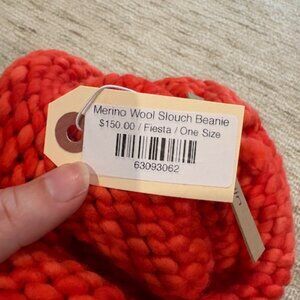 Merino Wool Slouch Beanie
$150.00 / Fiesta / One Size
63093062